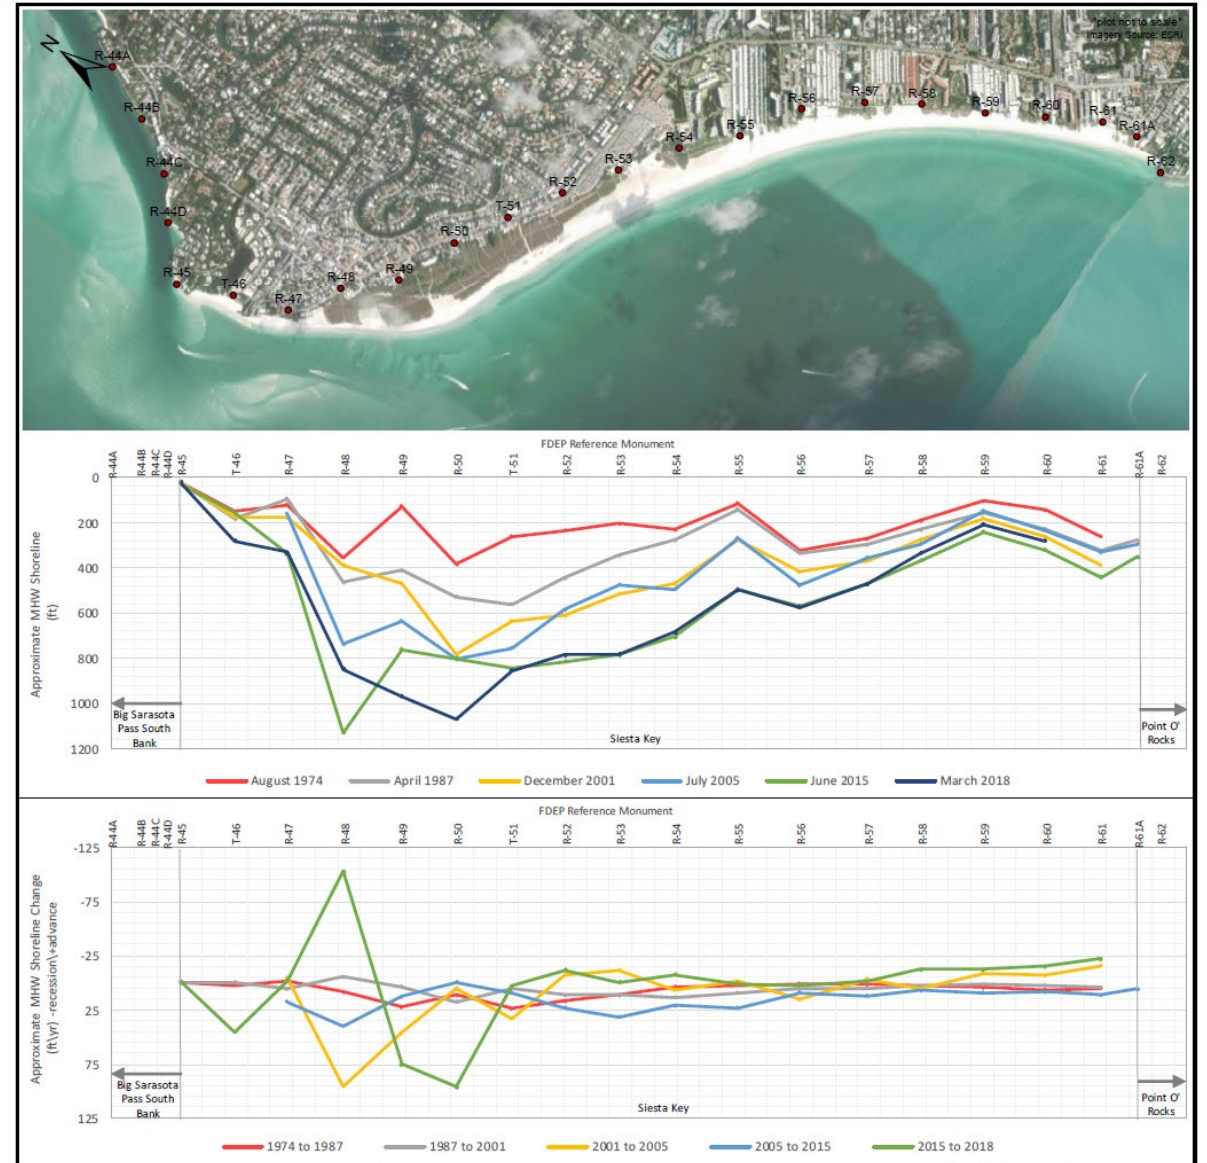 *plot not to scale*
Imagery Source: ESRI
N
R-44A
R-44B
R-44C
R-44D
R-45
T-46
R-47
R-48
R-49
R-50
T-51
R-52
R-53
R-54
R-55
R-56
R-57
R-58
R-59
R-60
R-61
R-61A
R-62
FDEP Reference Monument
R-44A R-44B R-44C R-44D R-45 T-46 R-47 R-48 R-49 R-50 T-51 R-52 R-53 R-54 R-55 R-56 R-57 R-58 R-59 R-60 R-61 R-61A R-62
Approximate MHW Shoreline
(ft)
0
200
400
600
800
1000
1200
Big Sarasota
Pass South
Bank
Siesta Key
Point O'
Rocks
August 1974 April 1987 December 2001 July 2005 June 2015 March 2018
FDEP Reference Monument
R-44A R-44B R-44C R-44D R-45 T-46 R-47 R-48 R-49 R-50 T-51 R-52 R-53 R-54 R-55 R-56 R-57 R-58 R-59 R-60 R-61 R-61A R-62
Approximate MHW Shoreline Change
(ft\yr) -recession\+advance
-125
-75
-25
25
75
125
Big Sarasota
Pass South
Bank
Siesta Key
Point O'
Rocks
1974 to 1987 1987 to 2001 2001 to 2005 2005 to 2015 2015 to 2018